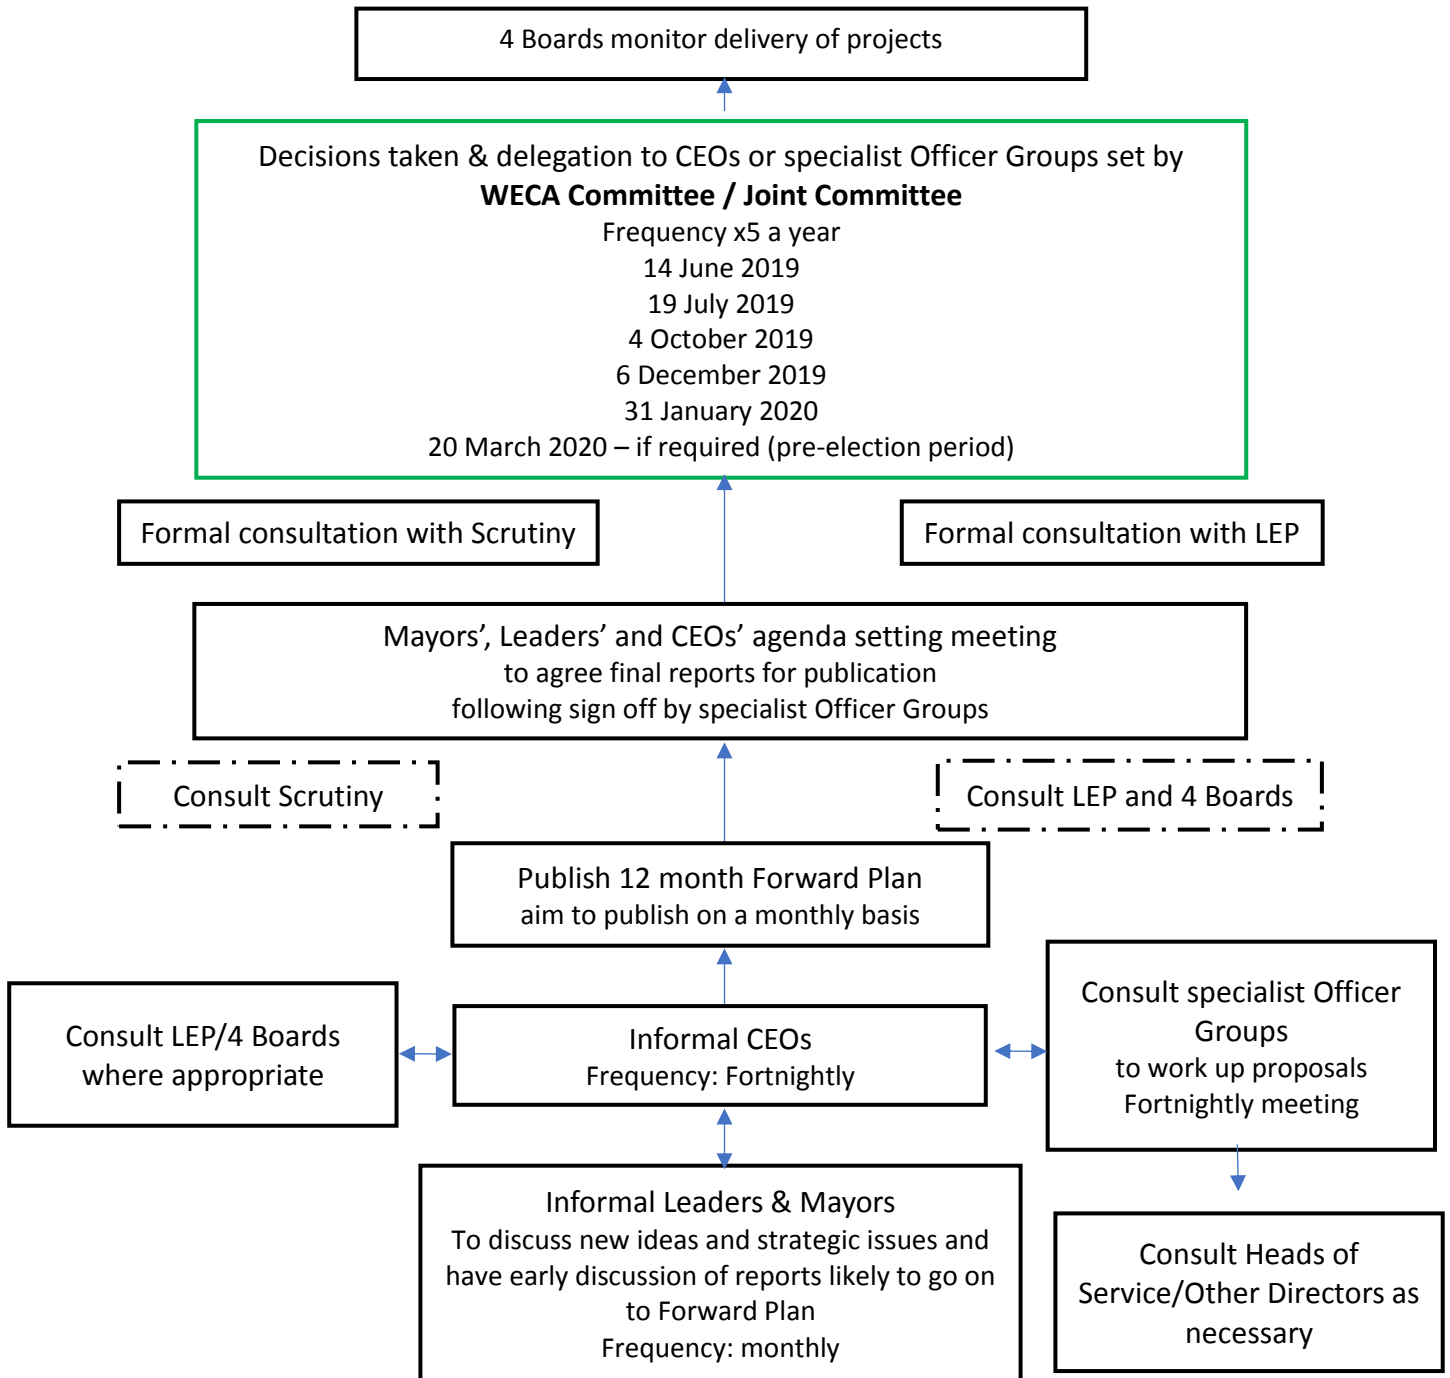 4 Boards monitor delivery of projects
Decisions taken & delegation to CEOs or specialist Officer Groups set by
WECA Committee / Joint Committee
Frequency x5 a year
14 June 2019
19 July 2019
4 October 2019
6 December 2019
31 January 2020
20 March 2020 – if required (pre-election period)
Formal consultation with Scrutiny
Formal consultation with LEP
Mayors’, Leaders’ and CEOs’ agenda setting meeting
to agree final reports for publication
following sign off by specialist Officer Groups
Consult Scrutiny
Consult LEP and 4 Boards
Publish 12 month Forward Plan
aim to publish on a monthly basis
Consult LEP/4 Boards
where appropriate
Informal CEOs
Frequency: Fortnightly
Consult specialist Officer
Groups
to work up proposals
Fortnightly meeting
Informal Leaders & Mayors
To discuss new ideas and strategic issues and
have early discussion of reports likely to go on
to Forward Plan
Frequency: monthly
Consult Heads of
Service/Other Directors as
necessary